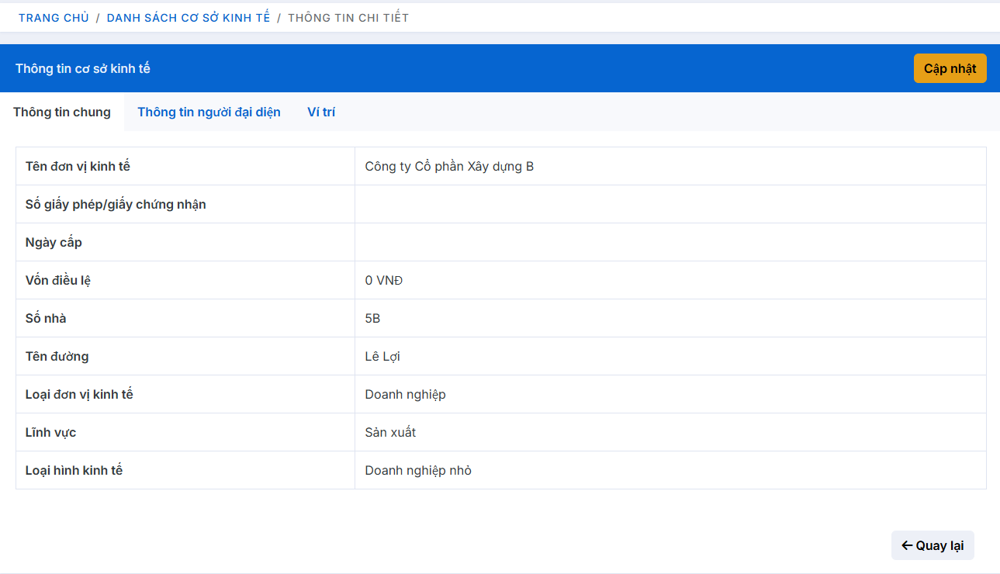 TRANG CHỦ / DANH SÁCH CƠ SỞ KINH TẾ / THÔNG TIN CHI TIẾT
Thông tin cơ sở kinh tế Cập nhật
Thông tin chung Thông tin người đại diện Ví trí
Tên đơn vị kinh tế Công ty Cổ phần Xây dựng B
Số giấy phép/giấy chứng nhận
Ngày cấp
Vốn điều lệ 0 VNĐ
Số nhà 5B
Tên đường Lê Lợi
Loại đơn vị kinh tế Doanh nghiệp
Lĩnh vực Sản xuất
Loại hình kinh tế Doanh nghiệp nhỏ
← Quay lại